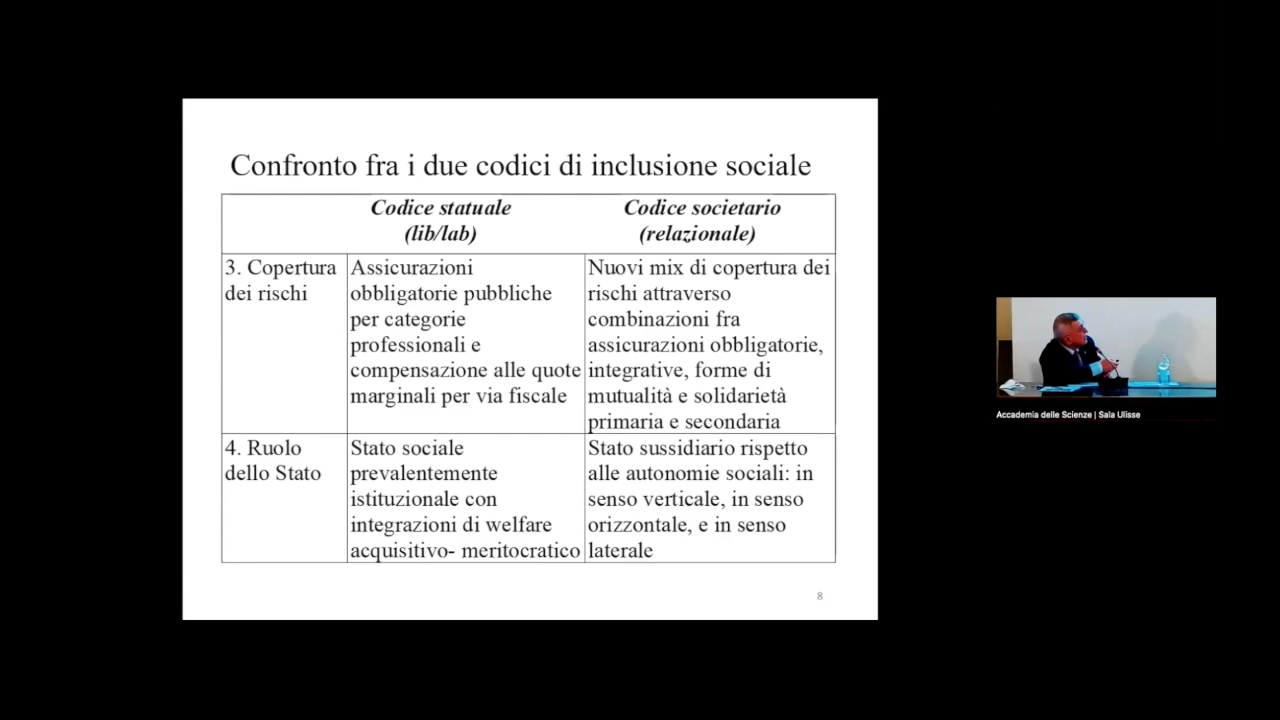 Confronto fra i due codici di inclusione sociale
Codice statuale
(lib/lab)
Codice societario
(relazionale)
3. Copertura
dei rischi
Assicurazioni
obbligatorie pubbliche
per categorie
professionali e
compensazione alle quote
marginali per via fiscale
Nuovi mix di copertura dei
rischi attraverso
combinazioni fra
assicurazioni obbligatorie,
integrative, forme di
mutualità e solidarietà
primaria e secondaria
4. Ruolo
dello Stato
Stato sociale
prevalentemente
istituzionale con
integrazioni di welfare
acquisitivo- meritocratico
Stato sussidiario rispetto
alle autonomie sociali: in
senso verticale, in senso
orizzontale, e in senso
laterale
8
Accademia delle Scienze | Sala Ulisse